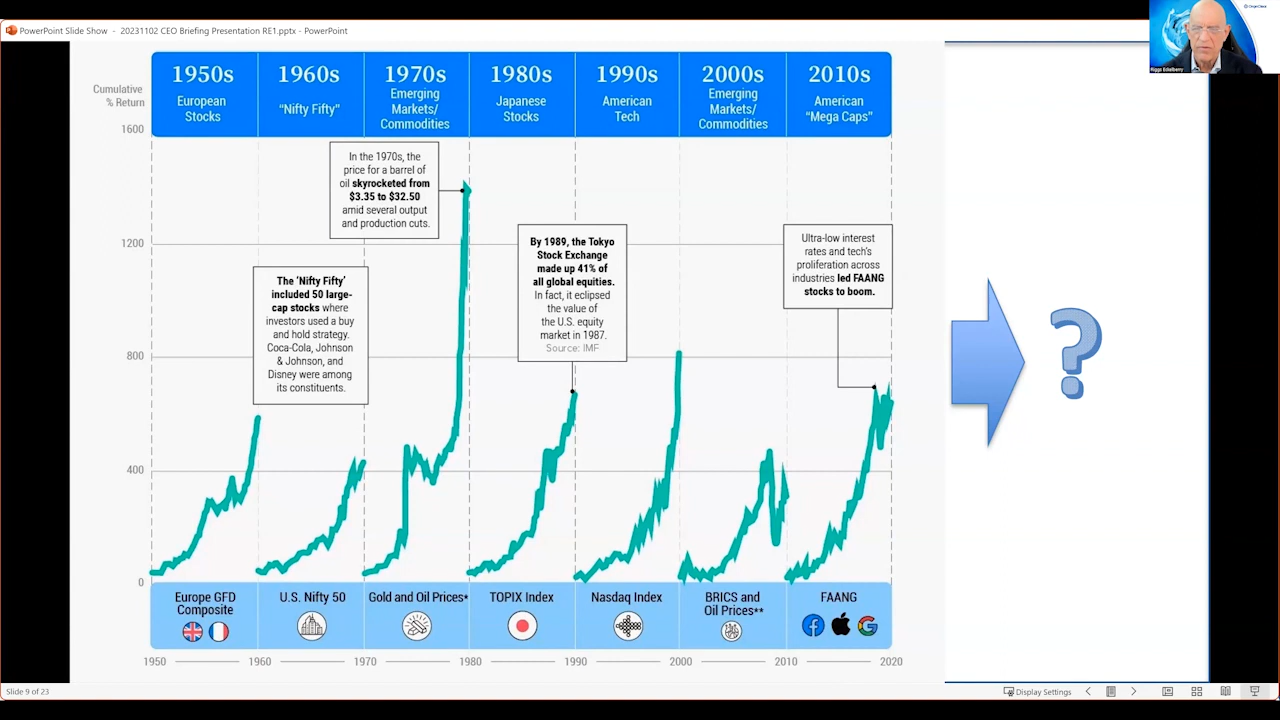 PowerPoint Slide Show - 20231102 CEO Briefing Presentation RE1.pptx - PowerPoint
Riggs Eckelberry
Cumulative
% Return
1600
1200
800
400
0
1950s
European
Stocks
1960s
“Nifty Fifty”
1970s
Emerging
Markets/
Commodities
1980s
Japanese
Stocks
1990s
American
Tech
2000s
Emerging
Markets/
Commodities
2010s
American
“Mega Caps”
In the 1970s, the
price for a barrel of
oil skyrocketed from
$3.35 to $32.50
amid several output
and production cuts.
The ‘Nifty Fifty’
included 50 large-
cap stocks where
investors used a buy
and hold strategy.
Coca-Cola, Johnson
& Johnson, and
Disney were among
its constituents.
By 1989, the Tokyo
Stock Exchange
made up 41% of
all global equities.
In fact, it eclipsed
the value of
the U.S. equity
market in 1987.
Source: IMF
Ultra-low interest
rates and tech's
proliferation across
industries led FAANG
stocks to boom.
?
Europe GFD
Composite
U.S. Nifty 50
Gold and Oil Prices*
TOPIX Index
Nasdaq Index
BRICS and
Oil Prices**
FAANG
1950
1960
1970
1980
1990
2000
2010
2020
Slide 9 of 23
Display Settings